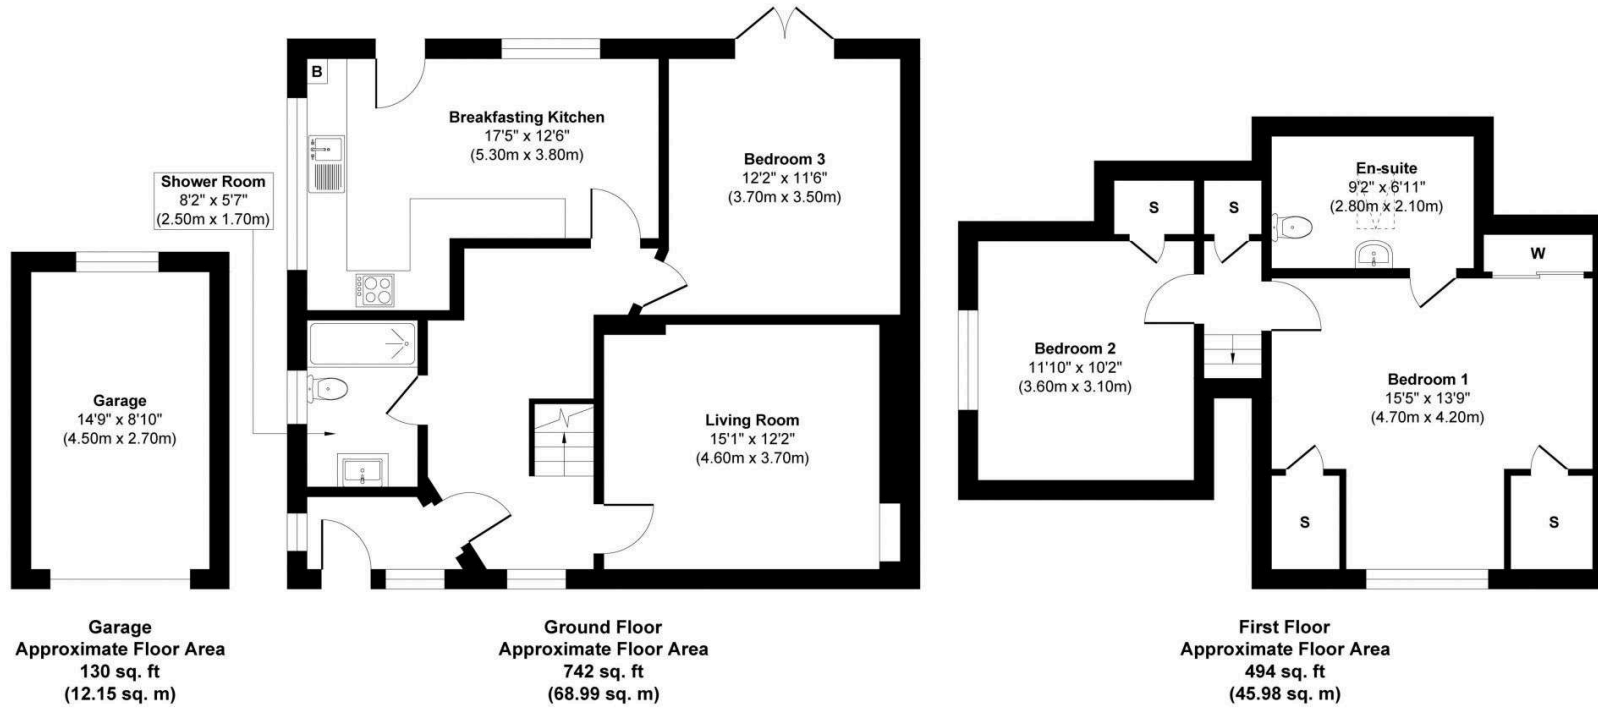 B
Breakfasting Kitchen
17'5" x 12'6"
(5.30m x 3.80m)
Bedroom 3
12'2" x 11'6"
(3.70m x 3.50m)
Shower Room
8'2" x 5'7"
(2.50m x 1.70m)
Garage
14'9" x 8'10"
(4.50m x 2.70m)
Living Room
15'1" x 12'2"
(4.60m x 3.70m)
En-suite
9'2" x 6'11"
(2.80m x 2.10m)
S
S
W
Bedroom 2
11'10" x 10'2"
(3.60m x 3.10m)
Bedroom 1
15'5" x 13'9"
(4.70m x 4.20m)
S
S
Garage
Approximate Floor Area
130 sq. ft
(12.15 sq. m)
Ground Floor
Approximate Floor Area
742 sq. ft
(68.99 sq. m)
First Floor
Approximate Floor Area
494 sq. ft
(45.98 sq. m)